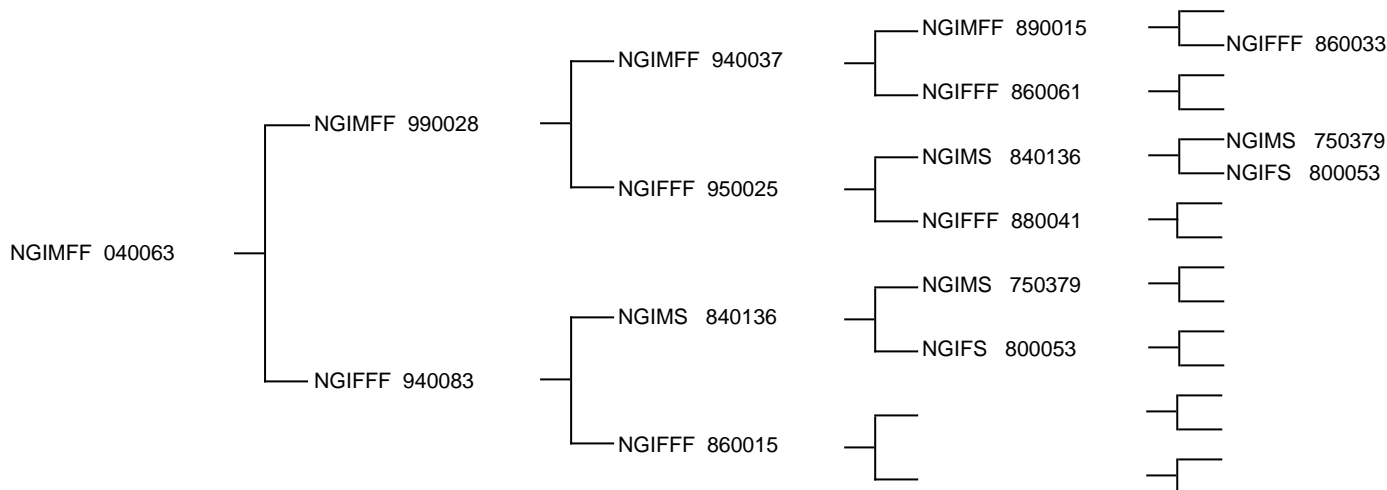 NGIMFF 890015
NGIFFF 860033
NGIMFF 940037
NGIFFF 860061
NGIMFF 990028
NGIMS 750379
NGIMS 840136
NGIFS 800053
NGIFFF 950025
NGIFFF 880041
NGIMFF 040063
NGIMS 750379
NGIMS 840136
NGIFS 800053
NGIFFF 940083
NGIFFF 860015